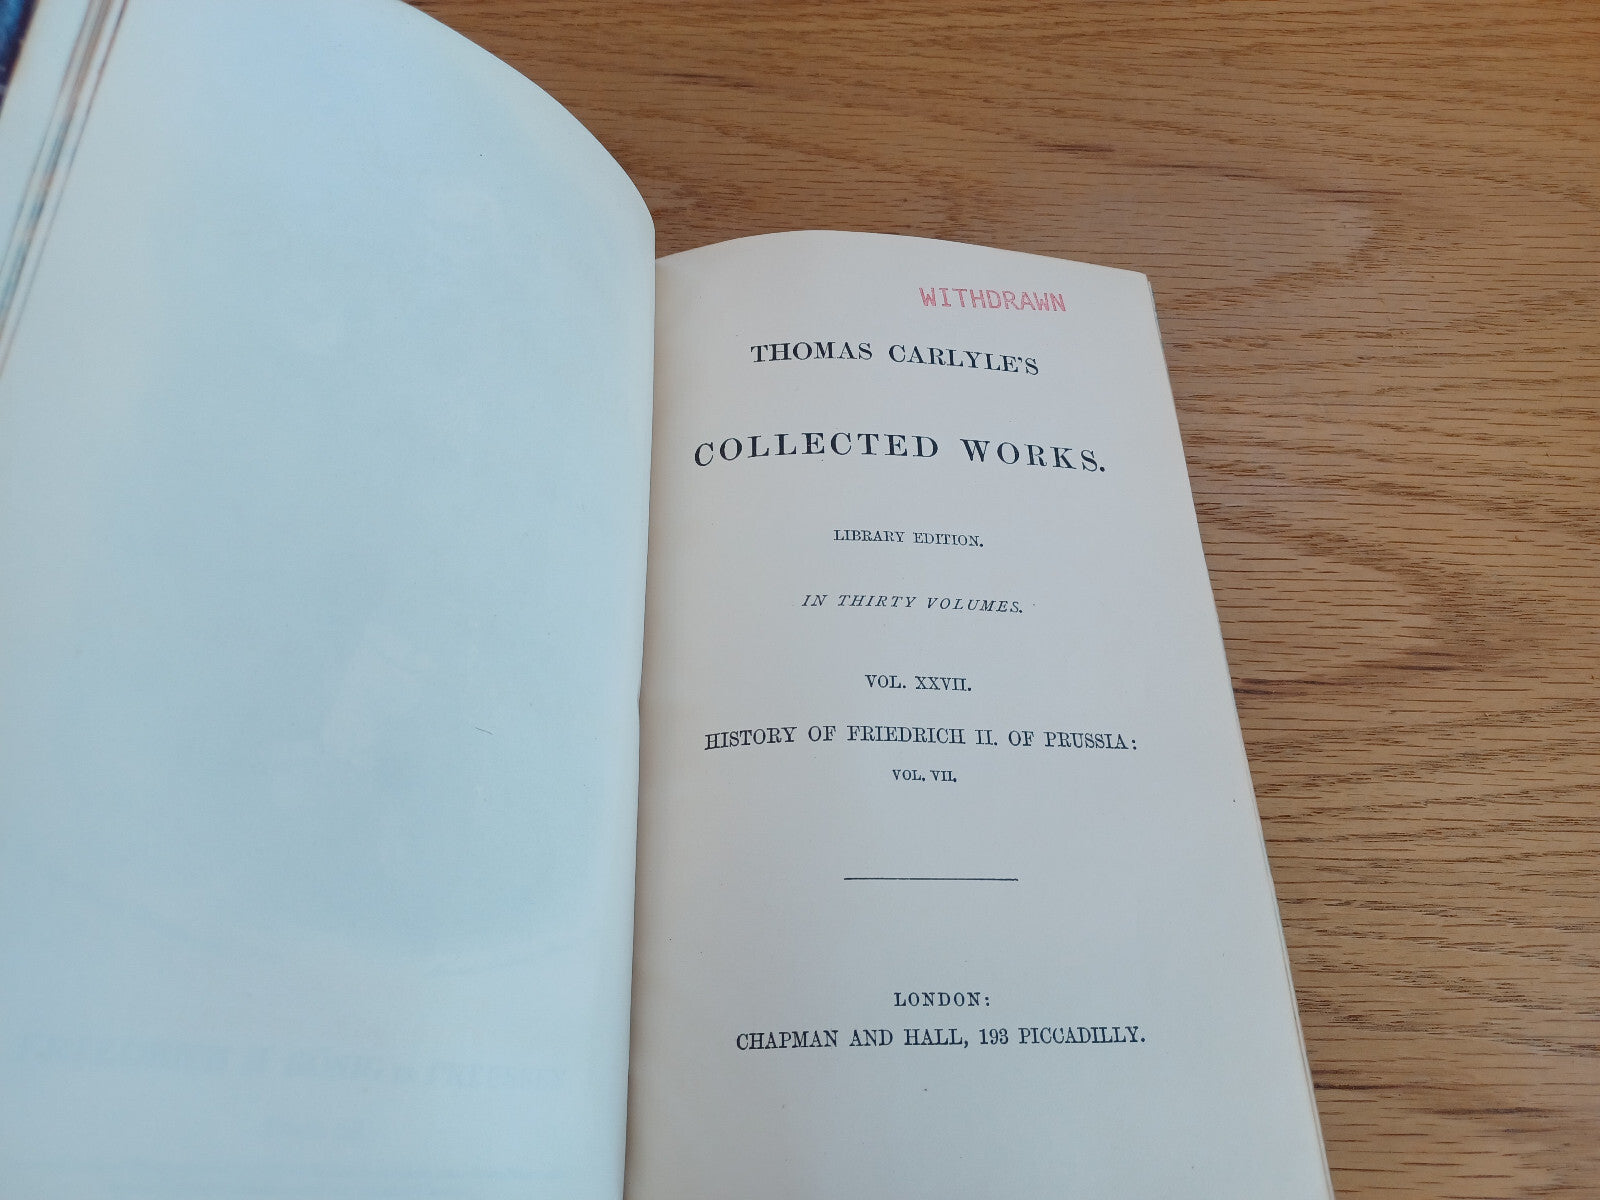 WITHDRAWN
THOMAS CARLYLE'S
COLLECTED WORKS.
LIBRARY EDITION.
IN THIRTY VOLUMES.
VOL. XXVII.
HISTORY OF FRIEDRICH II. OF PRUSSIA:
VOL. VII.
LONDON:
CHAPMAN AND HALL, 193 PICCADILLY.